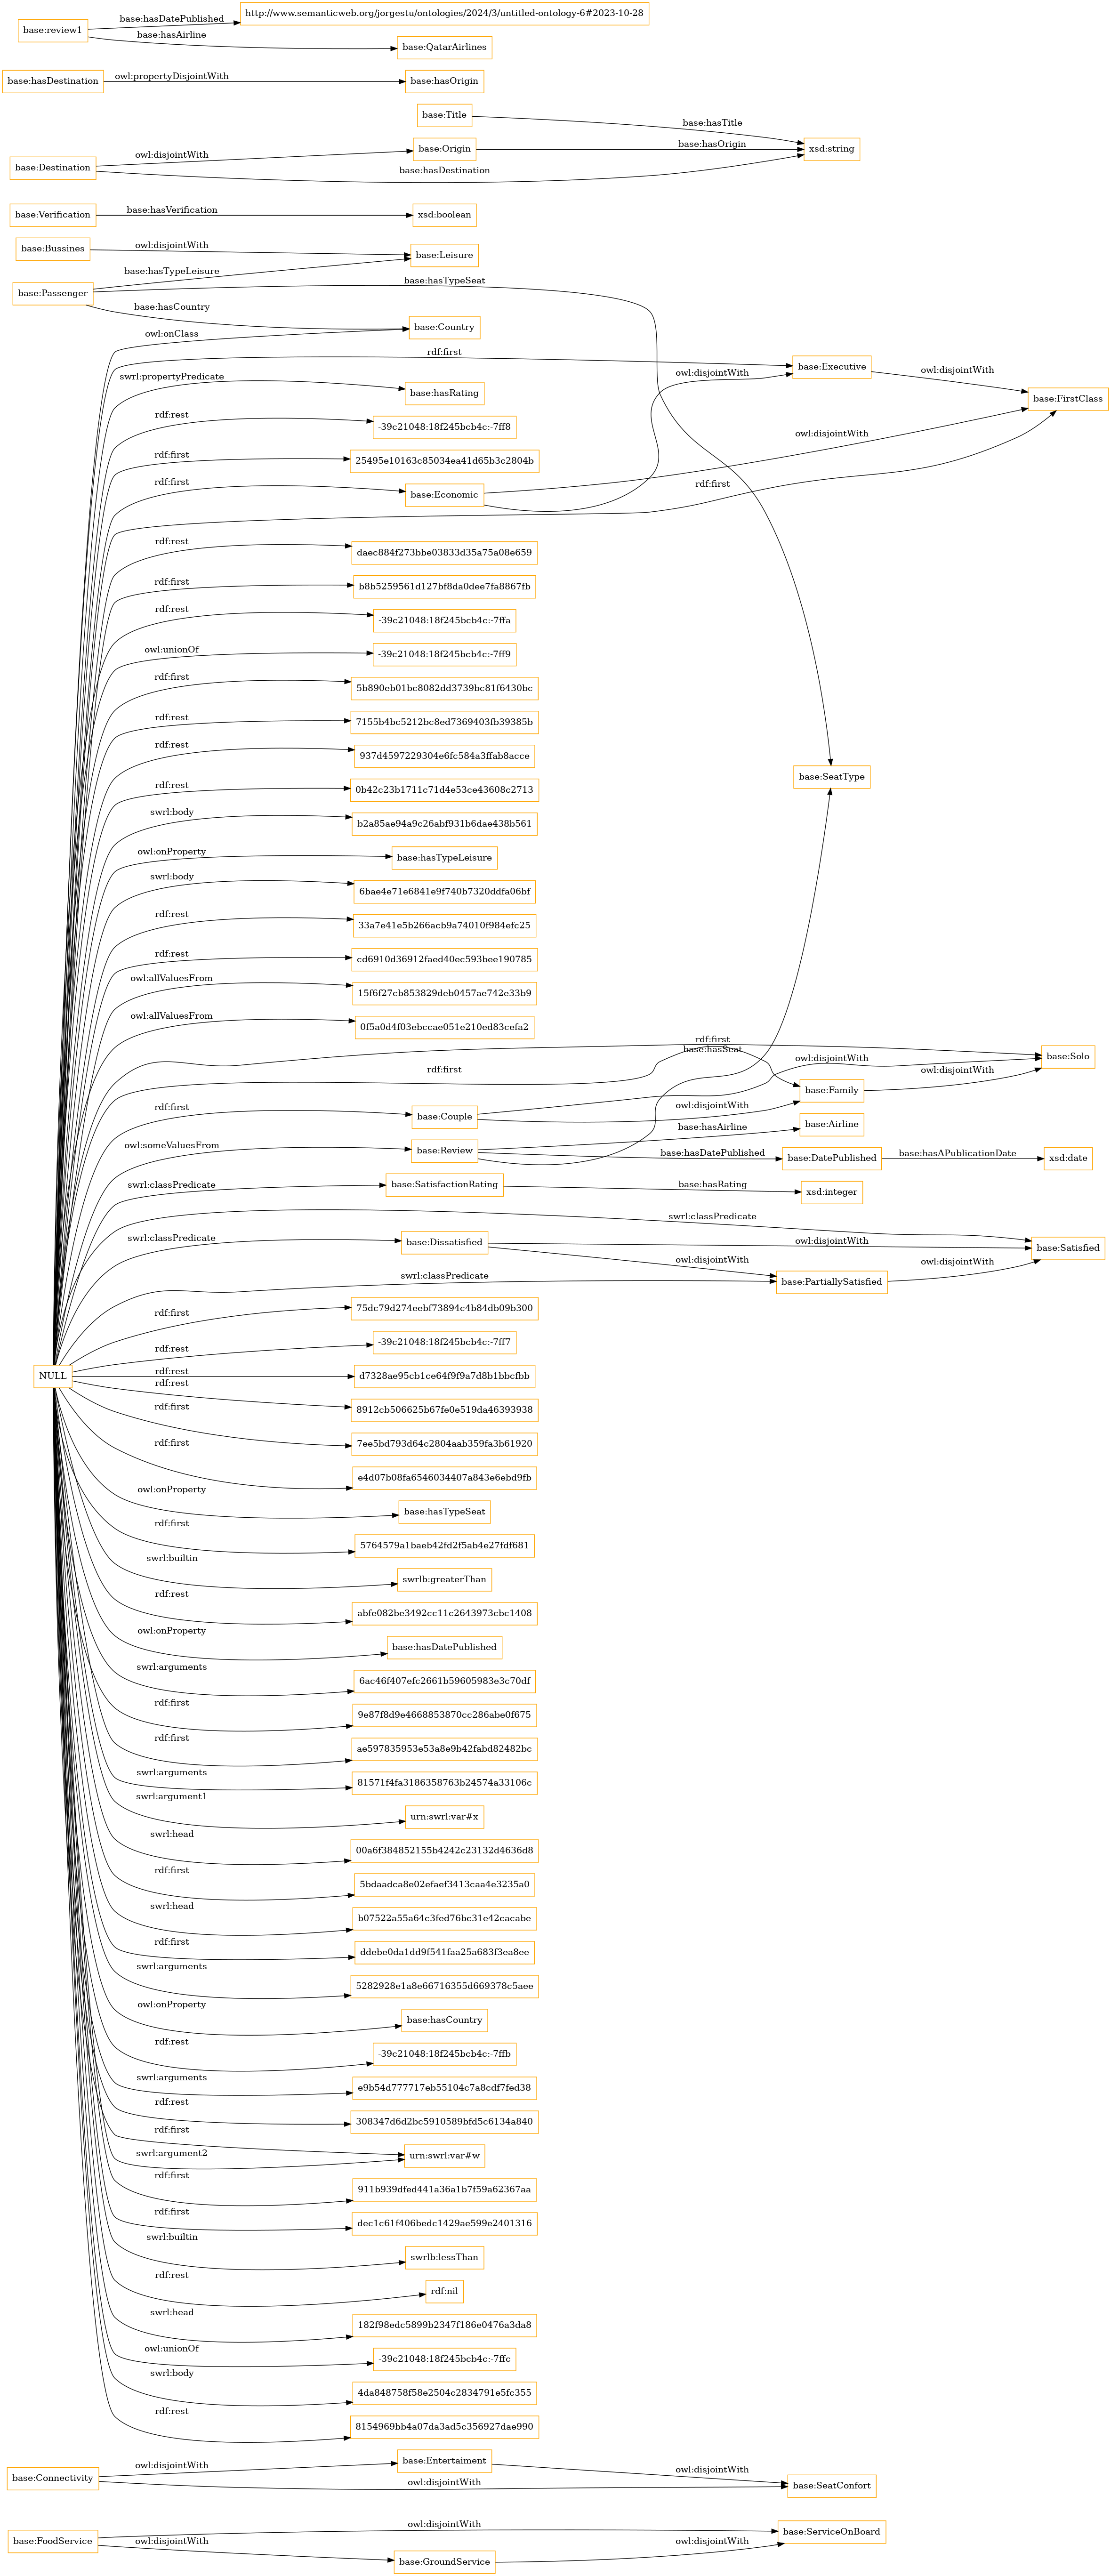 base:review1
base:hasDatePublished
http://www.semanticweb.org/jorgestu/ontologies/2024/3/untitled-ontology-6#2023-10-28
base:hasAirline
base:QatarAirlines
base:hasDestination
owl:propertyDisjointWith
base:hasOrigin
base:Title
base:hasTitle
base:Destination
owl:disjointWith
base:Origin
base:hasOrigin
xsd:string
base:hasDestination
base:Verification
base:hasVerification
xsd:boolean
base:Bussines
owl:disjointWith
base:Leisure
base:Passenger
base:hasTypeLeisure
base:hasTypeSeat
base:hasCountry
owl:onClass
base:Country
rdf:first
base:Executive
owl:disjointWith
base:FirstClass
swrl:propertyPredicate
base:hasRating
owl:disjointWith
rdf:rest
-39c21048:18f245bcb4c:-7ff8
owl:disjointWith
rdf:first
25495e10163c85034ea41d65b3c2804b
rdf:first
base:Economic
rdf:first
rdf:rest
daec884f273bbe03833d35a75a08e659
rdf:first
b8b5259561d127bf8da0dee7fa8867fb
rdf:rest
-39c21048:18f245bcb4c:-7ffa
owl:unionOf
-39c21048:18f245bcb4c:-7ff9
rdf:first
5b890eb01bc8082dd3739bc81f6430bc
rdf:rest
7155b4bc5212bc8ed7369403fb39385b
rdf:rest
937d4597229304e6fc584a3ffab8acce
base:SeatType
rdf:rest
0b42c23b1711c71d4e53ce43608c2713
swrl:body
b2a85ae94a9c26abf931b6dae438b561
owl:onProperty
base:hasTypeLeisure
swrl:body
6bae4e71e6841e9f740b7320ddfa06bf
rdf:rest
33a7e41e5b266acb9a74010f984efc25
rdf:rest
cd6910d36912faed40ec593bee190785
owl:allValuesFrom
15f6f27cb853829deb0457ae742e33b9
owl:allValuesFrom
0f5a0d4f03ebccae051e210ed83cefa2
rdf:first
base:hasSeat
base:Solo
rdf:first
owl:disjointWith
base:Family
owl:disjointWith
rdf:first
base:Couple
owl:disjointWith
base:Airline
owl:someValuesFrom
base:Review
base:hasAirline
base:hasDatePublished
base:DatePublished
base:hasAPublicationDate
xsd:date
swrl:classPredicate
base:SatisfactionRating
base:hasRating
xsd:integer
swrl:classPredicate
swrl:classPredicate
base:Dissatisfied
owl:disjointWith
base:Satisfied
owl:disjointWith
swrl:classPredicate
base:PartiallySatisfied
owl:disjointWith
rdf:first
75dc79d274eebf73894c4b84db09b300
rdf:rest
-39c21048:18f245bcb4c:-7ff7
NULL
rdf:rest
d7328ae95cb1ce64f9f9a7d8b1bbcfbb
rdf:rest
8912cb506625b67fe0e519da46393938
rdf:first
7ee5bd793d64c2804aab359fa3b61920
rdf:first
e4d07b08fa6546034407a843e6ebd9fb
owl:onProperty
base:hasTypeSeat
rdf:first
5764579a1baeb42fd2f5ab4e27fdf681
swrl:builtin
swrlb:greaterThan
rdf:rest
abfe082be3492cc11c2643973cbc1408
owl:onProperty
base:hasDatePublished
swrl:arguments
6ac46f407efc2661b59605983e3c70df
rdf:first
9e87f8d9e4668853870cc286abe0f675
rdf:first
ae597835953e53a8e9b42fabd82482bc
swrl:arguments
81571f4fa3186358763b24574a33106c
swrl:argument1
urn:swrl:var#x
swrl:head
00a6f384852155b4242c23132d4636d8
rdf:first
5bdaadca8e02efaef3413caa4e3235a0
swrl:head
b07522a55a64c3fed76bc31e42cacabe
rdf:first
ddebe0da1dd9f541faa25a683f3ea8ee
swrl:arguments
5282928e1a8e66716355d669378c5aee
owl:onProperty
base:hasCountry
rdf:rest
-39c21048:18f245bcb4c:-7ffb
swrl:arguments
e9b54d777717eb55104c7a8cdf7fed38
rdf:rest
308347d6d2bc5910589bfd5c6134a840
rdf:first
swrl:argument2
urn:swrl:var#w
rdf:first
911b939dfed441a36a1b7f59a62367aa
rdf:first
dec1c61f406bedc1429ae599e2401316
swrl:builtin
swrlb:lessThan
rdf:rest
rdf:nil
swrl:head
182f98edc5899b2347f186e0476a3da8
owl:unionOf
-39c21048:18f245bcb4c:-7ffc
swrl:body
4da848758f58e2504c2834791e5fc355
rdf:rest
8154969bb4a07da3ad5c356927dae990
base:Connectivity
owl:disjointWith
base:Entertaiment
owl:disjointWith
owl:disjointWith
base:SeatConfort
base:FoodService
owl:disjointWith
base:ServiceOnBoard
owl:disjointWith
base:GroundService
owl:disjointWith